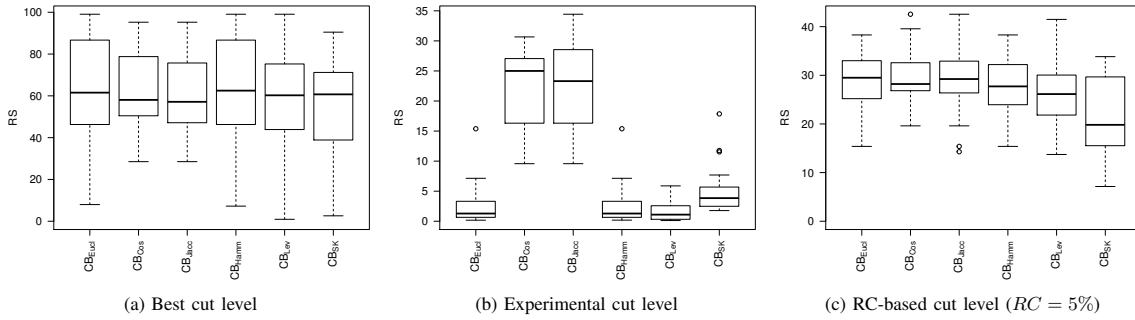 100
80
60
40
20
0
RS
CB_Eucl
CB_Cos
CB_Jacc
CB_Hamm
CB_Lev
CB_SK
(a) Best cut level
35
30
25
20
15
10
5
0
RS
CB_Eucl
CB_Cos
CB_Jacc
CB_Hamm
CB_Lev
CB_SK
(b) Experimental cut level
40
30
20
10
0
RS
CB_Eucl
CB_Cos
CB_Jacc
CB_Hamm
CB_Lev
CB_SK
(c) RC-based cut level (RC = 5%)